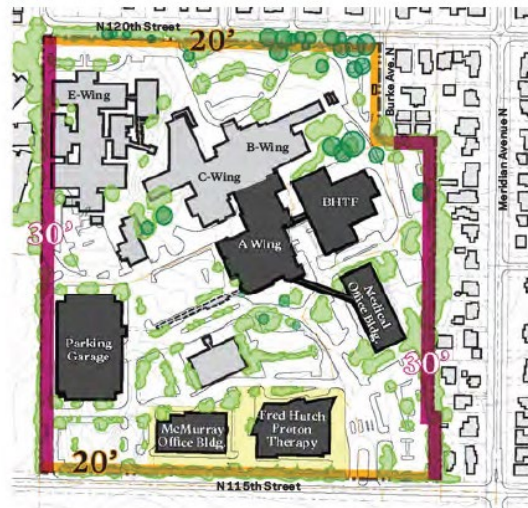 N 120th Street
20'
Burke Ave. N
E-Wing
B-Wing
C-Wing
BHTF
Meridian Avenue N
30'
A Wing
Medical
Office Bldg.
Parking
Garage
30'
McMurray
Office Bldg.
Fred Hutch
Proton
Therapy
20'
N 115th Street